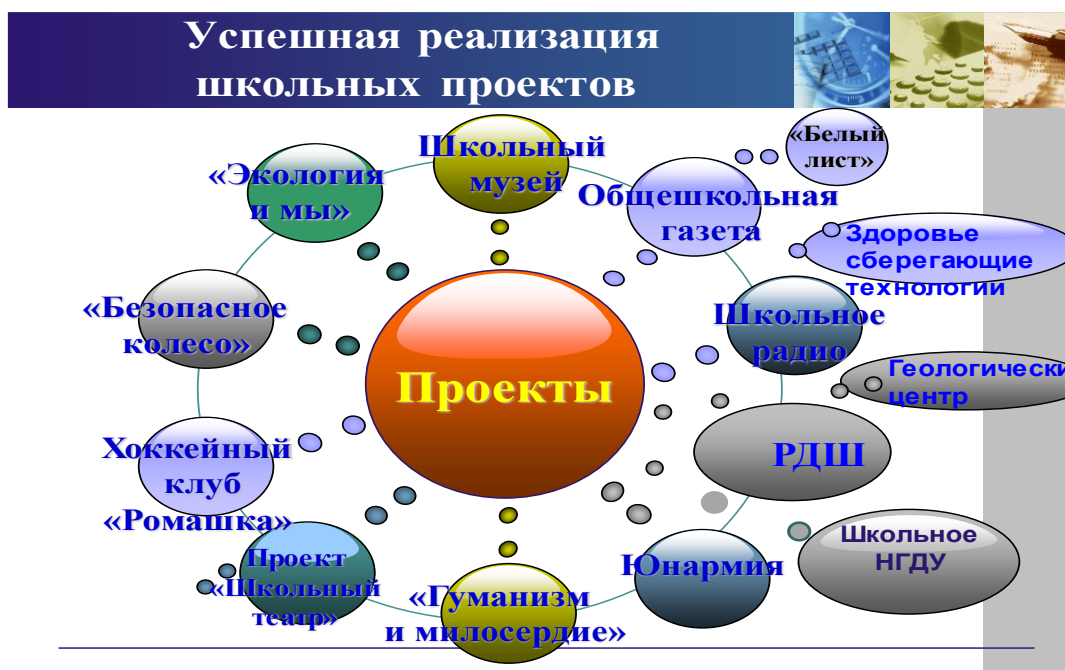 Успешная реализация
школьных проектов
«Белый
лист»
Школьный
музей
«Экология
и мы»
Общешкольная
газета
Здоровье
сберегающие
технологии
«Безопасное
колесо»
Школьное
радио
Проекты
Геологически
центр
Хоккейный
клуб
«Ромашка»
РДШ
Школьное
НГДУ
Проект
«Школьный
театр»
«Гуманизм
и милосердие»
Юнармия